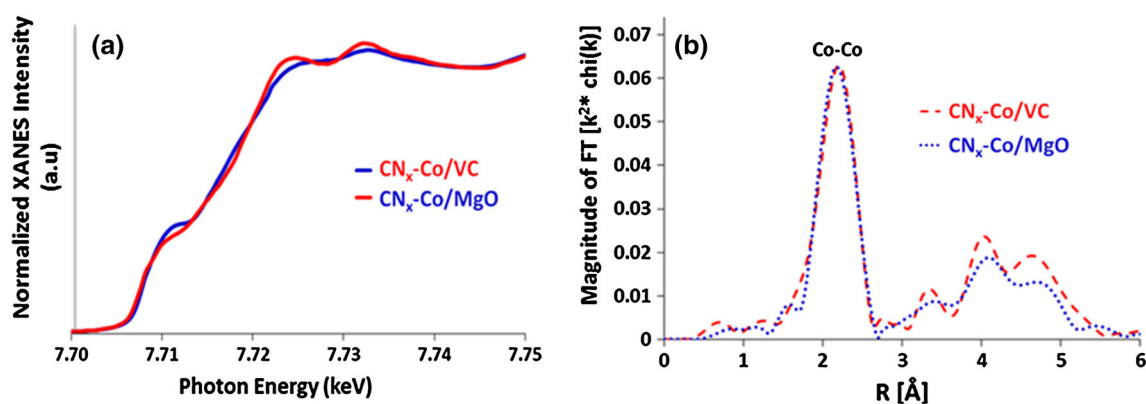 (a)
Normalized XANES Intensity
(a.u)
CNx-Co/VC
CNx-Co/MgO
7.70 7.71 7.72 7.73 7.74 7.75
Photon Energy (keV)
(b)
Co-Co
Magnitude of FT [k²* chi(k)]
0.07
0.06
0.05
0.04
0.03
0.02
0.01
0
CNx-Co/VC
CNx-Co/MgO
0 1 2 3 4 5 6
R [Å]